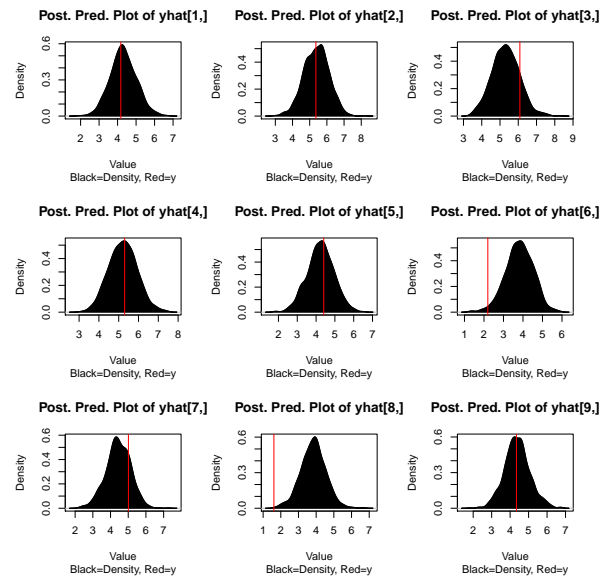 Post. Pred. Plot of yhat[1,]
Density
0.0 0.3 0.6
2 3 4 5 6 7
Value
Black=Density, Red=y
Post. Pred. Plot of yhat[2,]
Density
0.0 0.2 0.4
3 4 5 6 7 8
Value
Black=Density, Red=y
Post. Pred. Plot of yhat[3,]
Density
0.0 0.2 0.4
3 4 5 6 7 8 9
Value
Black=Density, Red=y
Post. Pred. Plot of yhat[4,]
Density
0.0 0.2 0.4
3 4 5 6 7 8
Value
Black=Density, Red=y
Post. Pred. Plot of yhat[5,]
Density
0.0 0.2 0.4
2 3 4 5 6 7
Value
Black=Density, Red=y
Post. Pred. Plot of yhat[6,]
Density
0.0 0.2 0.4
1 2 3 4 5 6
Value
Black=Density, Red=y
Post. Pred. Plot of yhat[7,]
Density
0.0 0.3 0.6
2 3 4 5 6 7
Value
Black=Density, Red=y
Post. Pred. Plot of yhat[8,]
Density
0.0 0.3 0.6
1 2 3 4 5 6 7
Value
Black=Density, Red=y
Post. Pred. Plot of yhat[9,]
Density
0.0 0.3 0.6
2 3 4 5 6 7
Value
Black=Density, Red=y